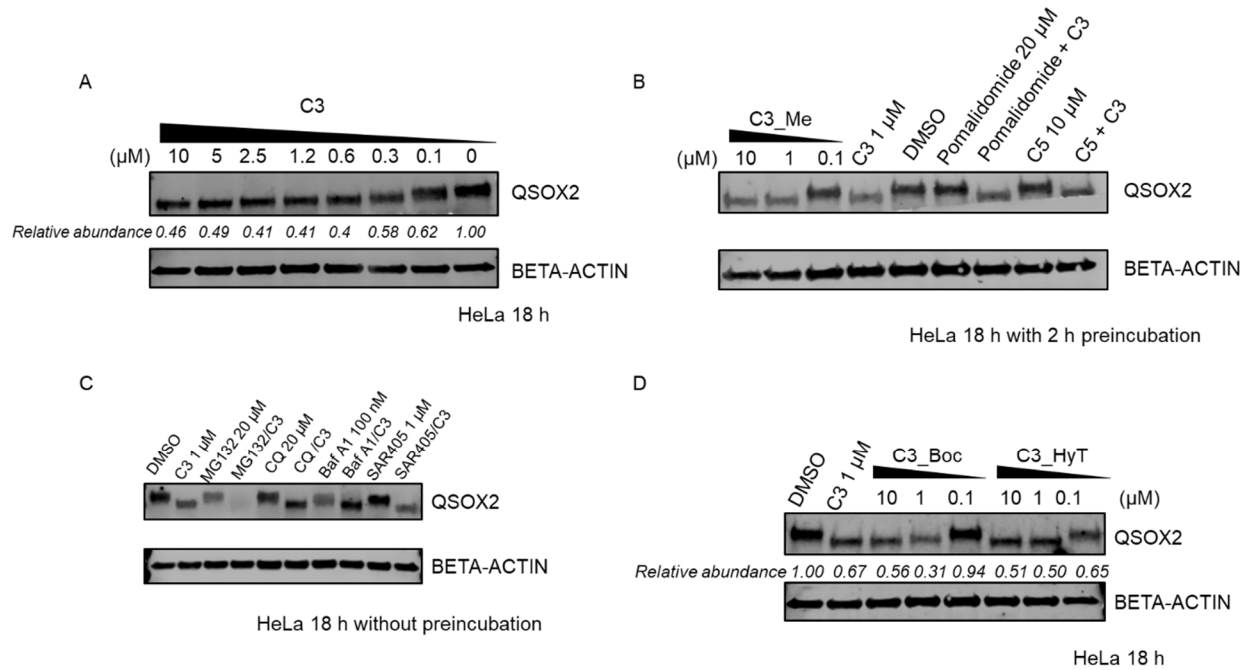 A
C3
(µM) 10 5 2.5 1.2 0.6 0.3 0.1 0
QSOX2
Relative abundance 0.46 0.49 0.41 0.41 0.4 0.58 0.62 1.00
BETA-ACTIN
HeLa 18 h
B
C3_Me
C3 1 µM
DMSO
Pomalidomide 20 µM
Pomalidomide + C3
C5 10 µM
C5 + C3
(µM) 10 1 0.1
QSOX2
BETA-ACTIN
HeLa 18 h with 2 h preincubation
C
DMSO
C3 1 µM
MG132 20 µM
MG132/C3
CQ 20 µM
CQ /C3
Baf A1 100 nM
Baf A1/C3
SAR405 1 µM
SAR405/C3
QSOX2
BETA-ACTIN
HeLa 18 h without preincubation
D
DMSO
C3 1 µM
C3_Boc
C3_HyT
10 1 0.1 10 1 0.1 (µM)
QSOX2
Relative abundance 1.00 0.67 0.56 0.31 0.94 0.51 0.50 0.65
BETA-ACTIN
HeLa 18 h